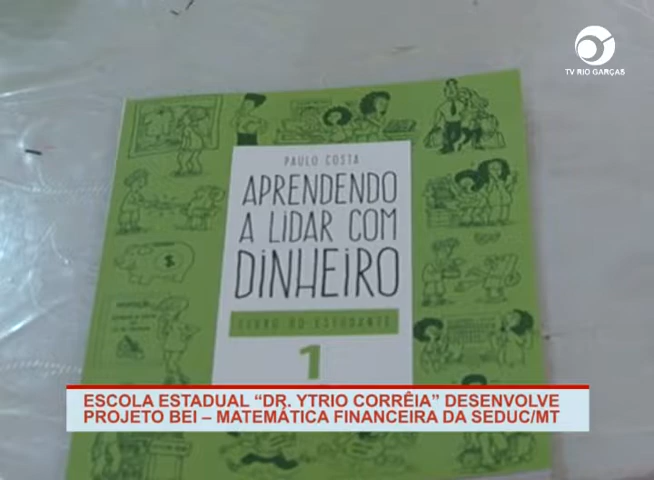 TV RIO GARÇAS
PAULO COSTA
APRENDENDO
A LIDAR COM
DINHEIRO
LIVRO DO ESTUDANTE
1
$
ESCOLA ESTADUAL “DR. YTRIO CORRÊIA” DESENVOLVE
PROJETO BEI – MATEMÁTICA FINANCEIRA DA SEDUC/MT